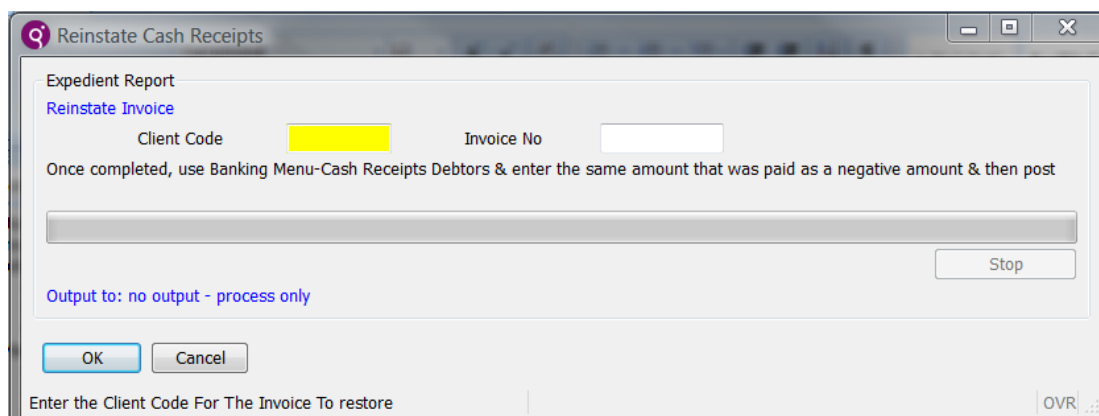 Reinstate Cash Receipts
Expedient Report
Reinstate Invoice
Client Code Invoice No
Once completed, use Banking Menu-Cash Receipts Debtors & enter the same amount that was paid as a negative amount & then post
Stop
Output to: no output - process only
OK Cancel
Enter the Client Code For The Invoice To restore OVR